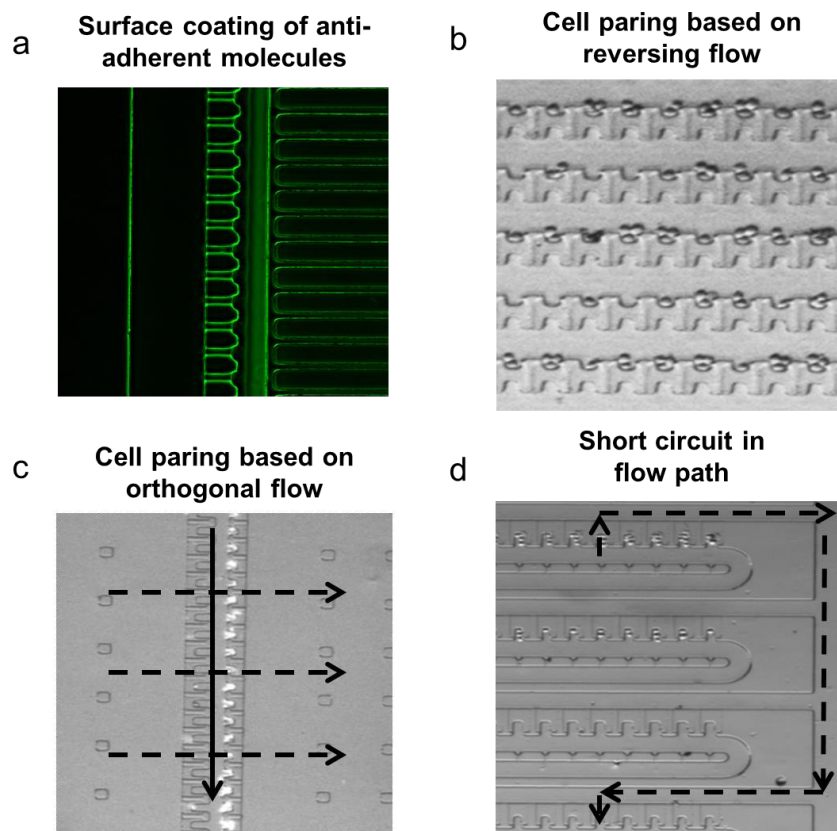 a
Surface coating of anti-
adherent molecules
b
Cell paring based on
reversing flow
c
Cell paring based on
orthogonal flow
d
Short circuit in
flow path